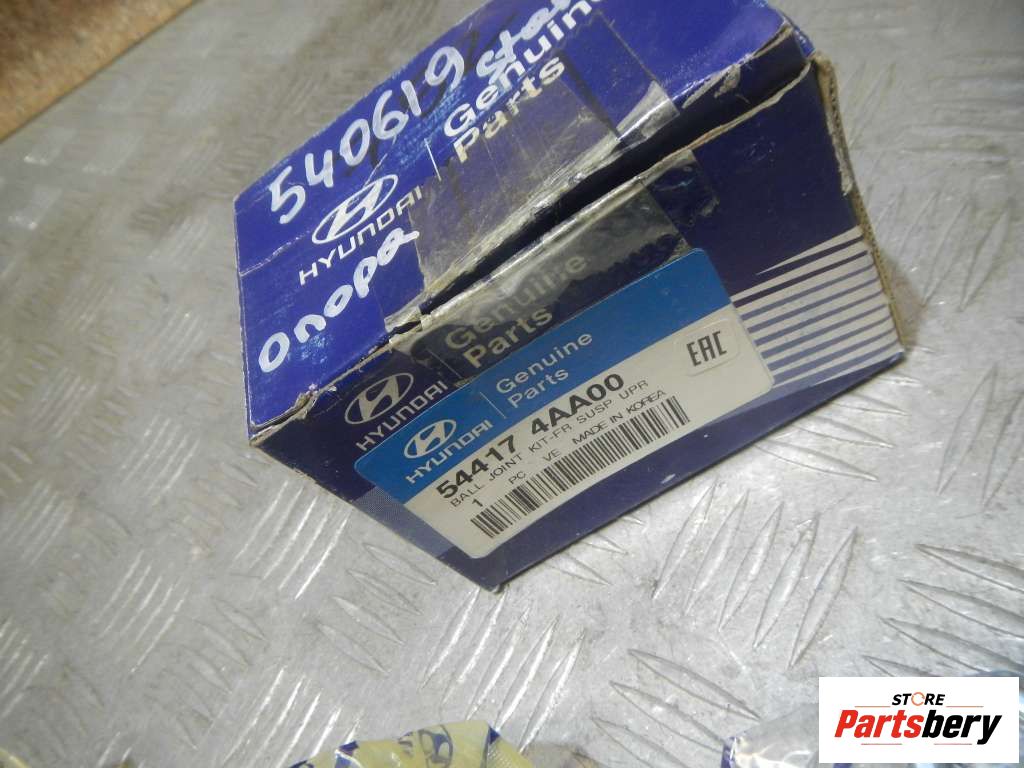 540619
Genuine
Parts
HYUNDAI
Опора
Genuine
Parts
HYUNDAI
Genuine
Parts
HYUNDAI
EAC
54417 4AA00
BALL JOINT KIT-FR SUSP UPR
1 PC VE MADE IN KOREA
STORE
Partsbery